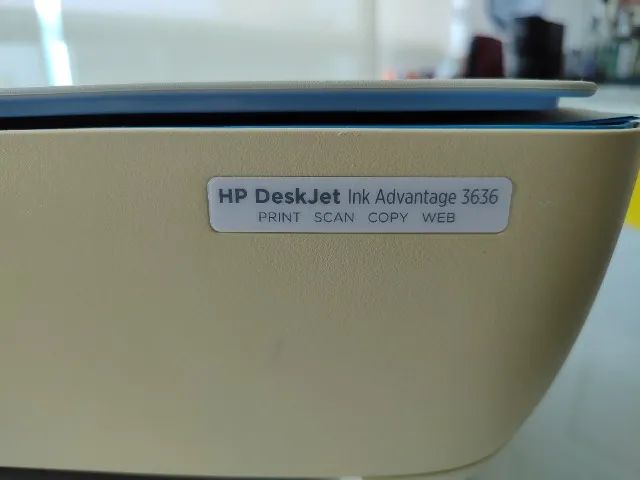 HP DeskJet Ink Advantage 3636
PRINT SCAN COPY WEB